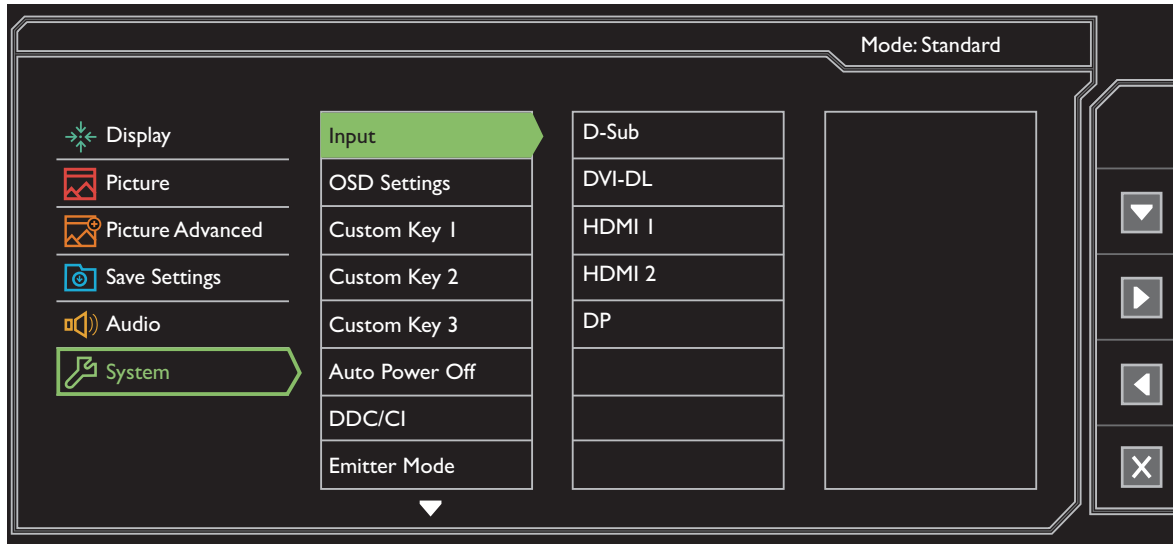 Mode: Standard
Display
Picture
Picture Advanced
Save Settings
Audio
System
Input
OSD Settings
Custom Key 1
Custom Key 2
Custom Key 3
Auto Power Off
DDC/CI
Emitter Mode
D-Sub
DVI-DL
HDMI 1
HDMI 2
DP
X